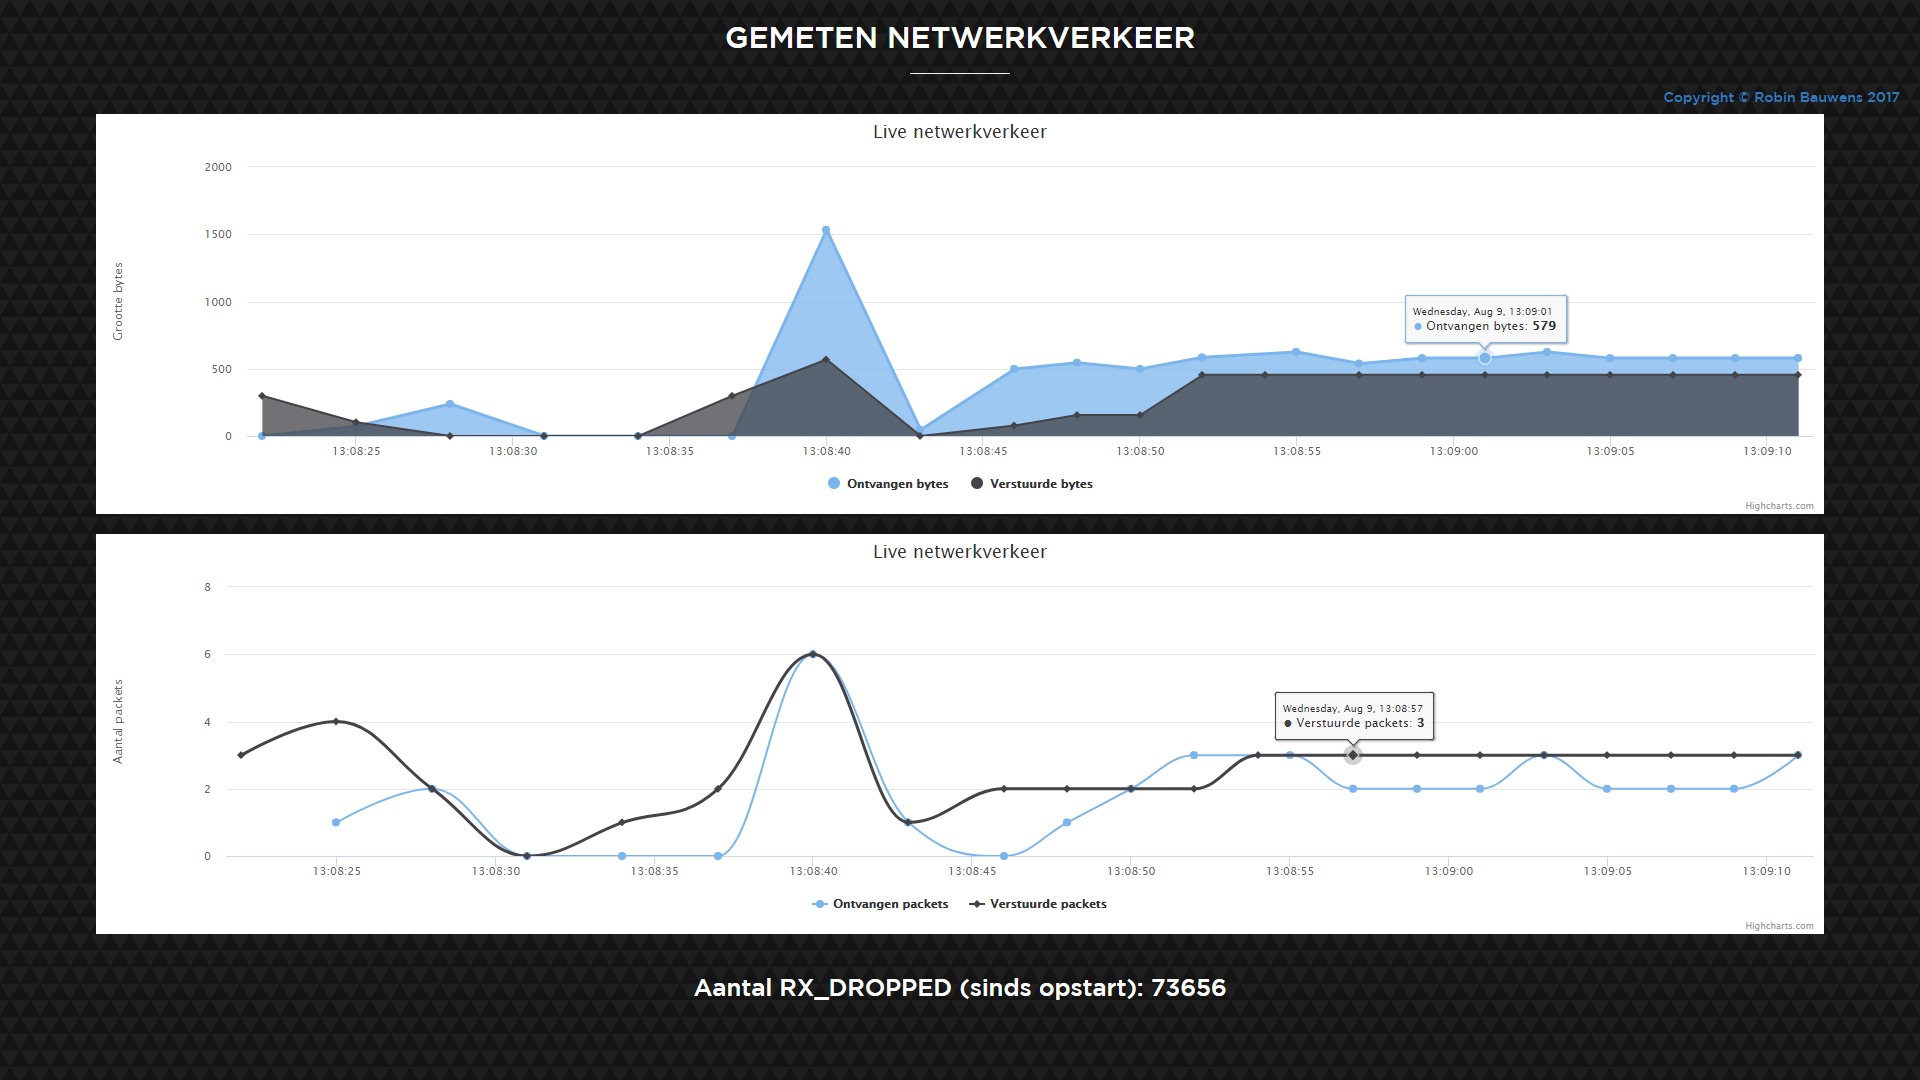 GEMETEN NETWERKVERKEER
Copyright © Robin Bauwens 2017
Live netwerkverkeer
Grootte bytes
2000
1500
1000
500
0
Wednesday, Aug 9, 13:09:01
Ontvangen bytes: 579
13:08:25 13:08:30 13:08:35 13:08:40 13:08:45 13:08:50 13:08:55 13:09:00 13:09:05 13:09:10
Ontvangen bytes Verstuurde bytes
Highcharts.com
Live netwerkverkeer
Aantal packets
8
6
4
2
0
Wednesday, Aug 9, 13:08:57
Verstuurde packets: 3
13:08:25 13:08:30 13:08:35 13:08:40 13:08:45 13:08:50 13:08:55 13:09:00 13:09:05 13:09:10
Ontvangen packets Verstuurde packets
Highcharts.com
Aantal RX_DROPPED (sinds opstart): 73656